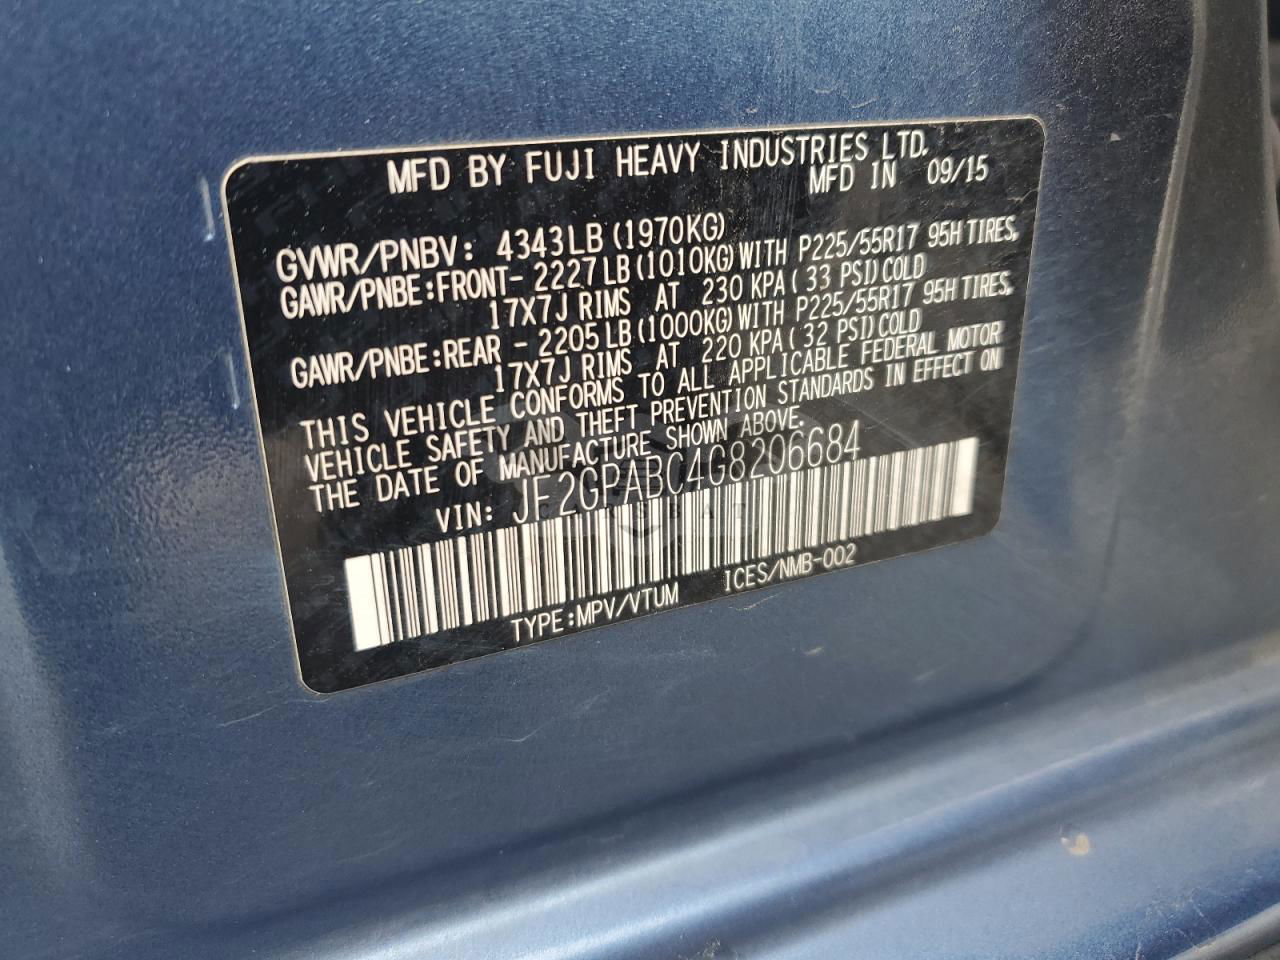 MFD BY FUJI HEAVY INDUSTRIES LTD.
MFD IN 09/15
GVWR/PNBV: 4343LB (1970KG)
GAWR/PNBE:FRONT- 2227LB (1010KG) WITH P225/55R17 95H TIRES,
17X7J RIMS AT 230 KPA ( 33 PSI) COLD
GAWR/PNBE:REAR - 2205LB (1000KG) WITH P225/55R17 95H TIRES,
17X7J RIMS AT 220 KPA ( 32 PSI) COLD
THIS VEHICLE CONFORMS TO ALL APPLICABLE FEDERAL MOTOR
VEHICLE SAFETY AND THEFT PREVENTION STANDARDS IN EFFECT ON
THE DATE OF MANUFACTURE SHOWN ABOVE.
VIN: JF2GPABC4G8206684
TYPE:MPV/VTUM ICES/NMB-002